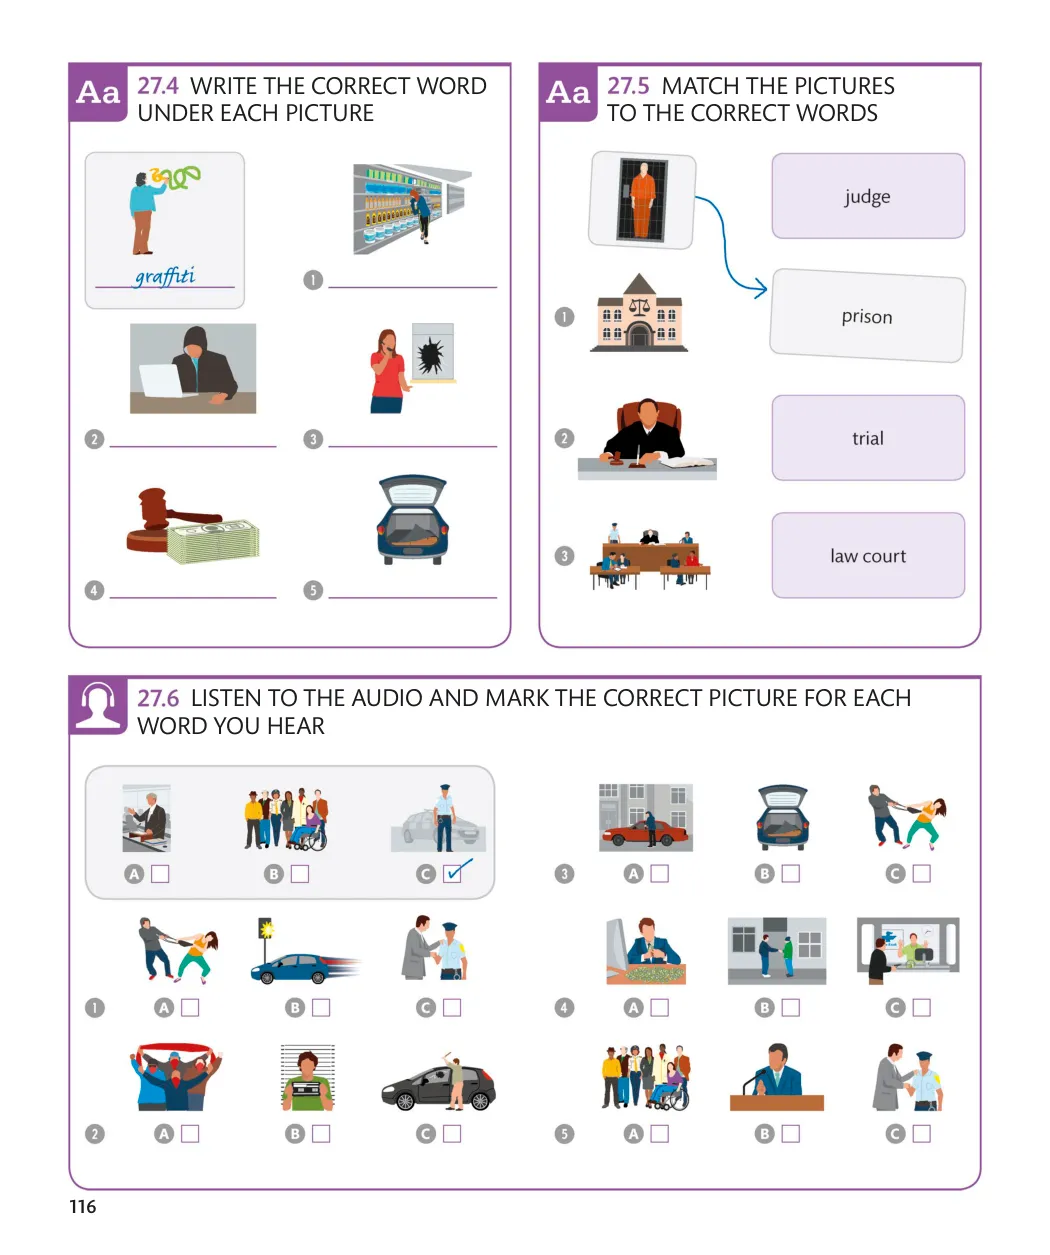 Aa 27.4 WRITE THE CORRECT WORD
UNDER EACH PICTURE
graffiti
1
2
3
4
5
Aa 27.5 MATCH THE PICTURES
TO THE CORRECT WORDS
judge
1
prison
2
trial
3
law court
27.6 LISTEN TO THE AUDIO AND MARK THE CORRECT PICTURE FOR EACH
WORD YOU HEAR
A B C
1 A B C
2 A B C
3 A B C
4 A B C
5 A B C
116